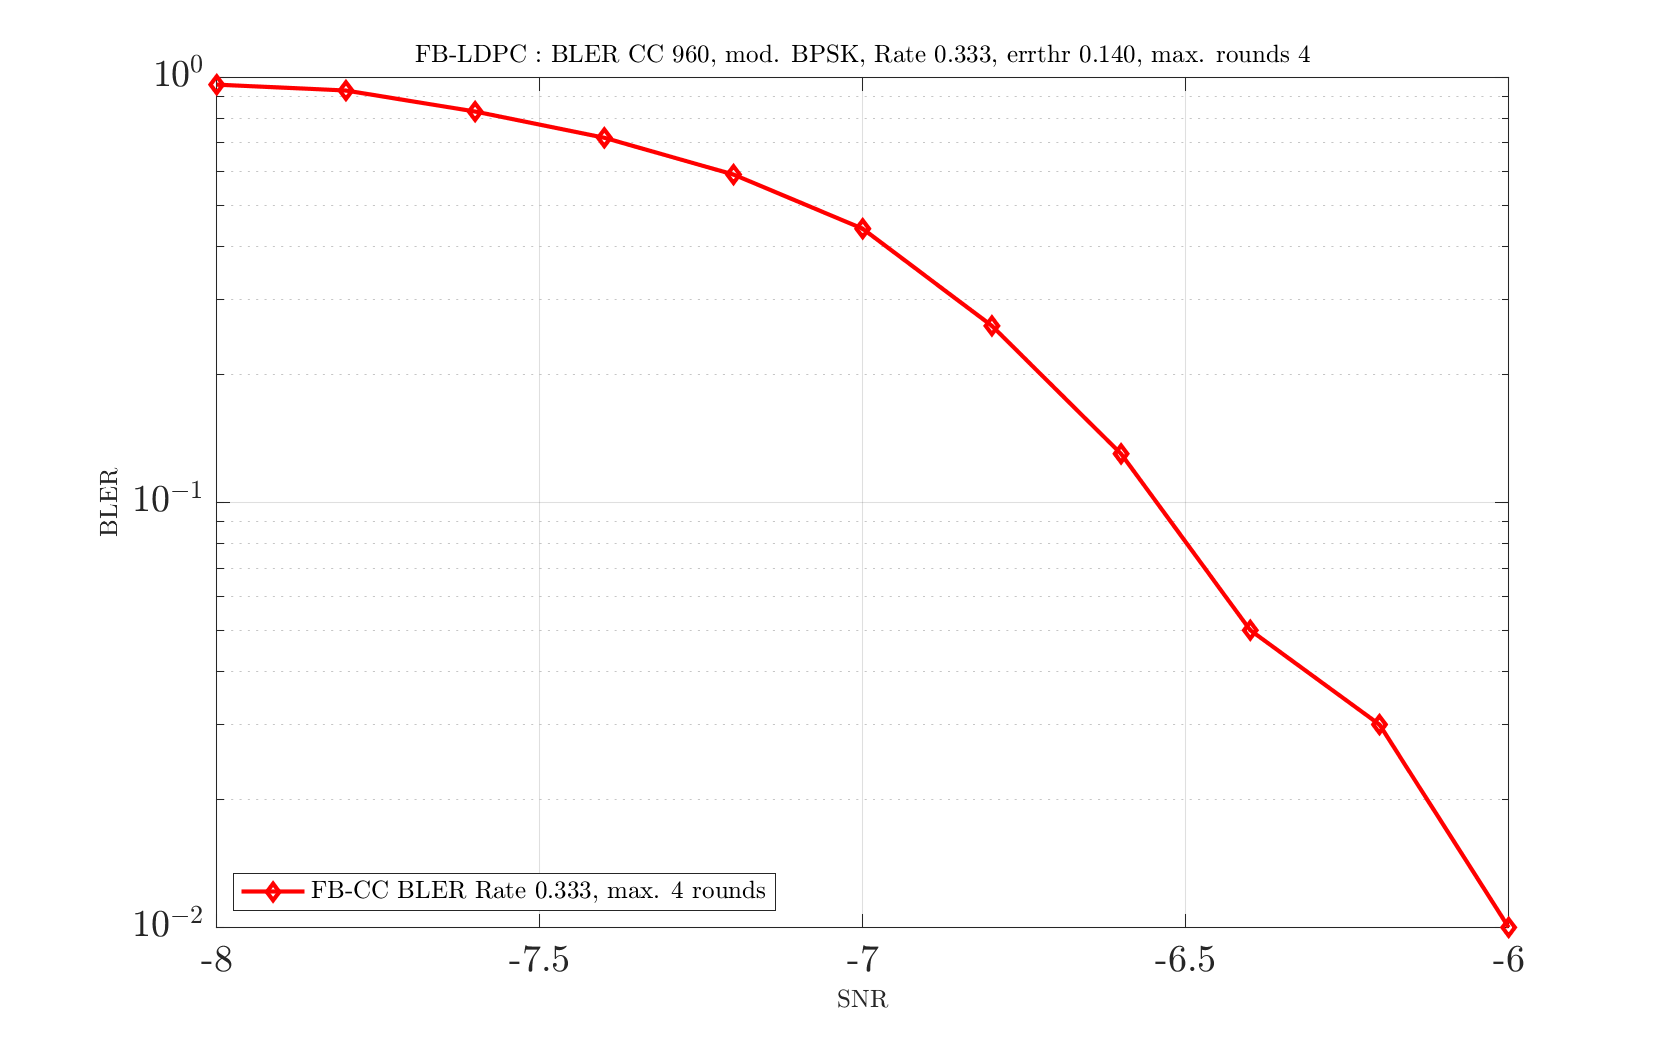 FB-LDPC : BLER CC 960, mod. BPSK, Rate 0.333, errthr 0.140, max. rounds 4
10^0
10^−1
10^−2
BLER
FB-CC BLER Rate 0.333, max. 4 rounds
-8 -7.5 -7 -6.5 -6
SNR